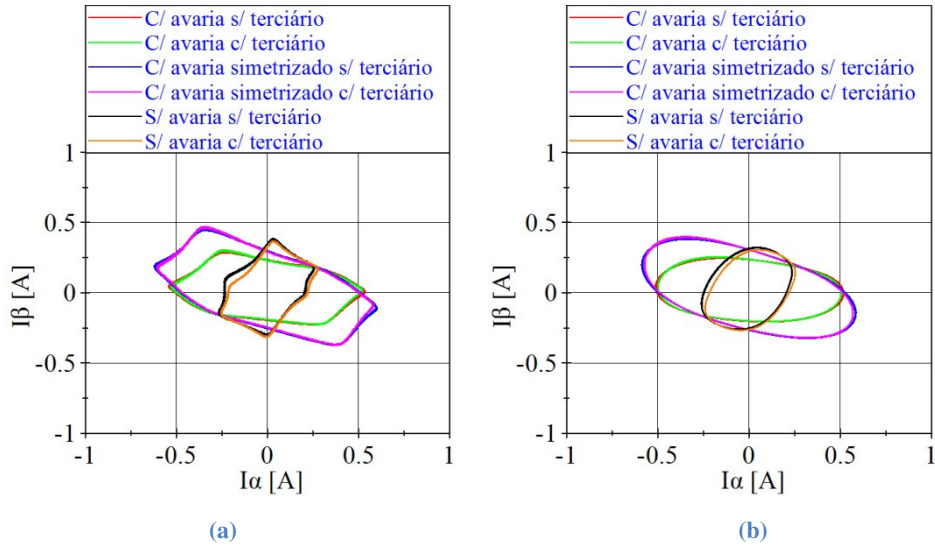 C/ avaria s/ terciário
C/ avaria c/ terciário
C/ avaria simetrizado s/ terciário
C/ avaria simetrizado c/ terciário
S/ avaria s/ terciário
S/ avaria c/ terciário
1
0.5
0
-0.5
-1
-1 -0.5 0 0.5 1
Iβ [A]
Iα [A]
(a)
C/ avaria s/ terciário
C/ avaria c/ terciário
C/ avaria simetrizado s/ terciário
C/ avaria simetrizado c/ terciário
S/ avaria s/ terciário
S/ avaria c/ terciário
1
0.5
0
-0.5
-1
-1 -0.5 0 0.5 1
Iβ [A]
Iα [A]
(b)